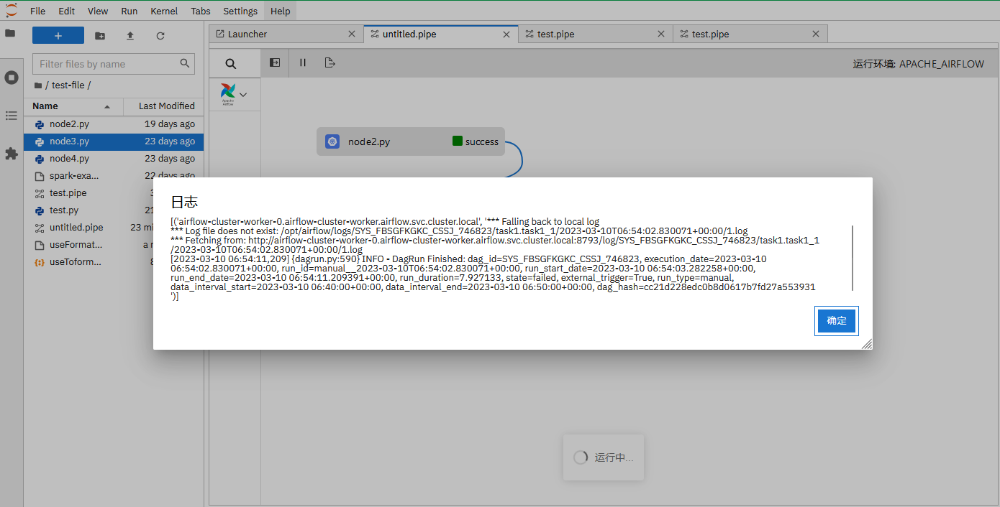 File Edit View Run Kernel Tabs Settings Help
Launcher
untitled.pipe
test.pipe
test.pipe
Filter files by name
运行环境: APACHE_AIRFLOW
/ test-file /
Apache
Airflow
Name Last Modified
node2.py 19 days ago
node3.py 23 days ago
node4.py 23 days ago
spark-exa... 22 days ago
test.pipe 3
test.py 21
untitled.pipe 23 mi
useFormat... a
useToform... 8
node2.py success
日志
[('airflow-cluster-worker-0.airflow-cluster-worker.airflow.svc.cluster.local', '*** Falling back to local log
*** Log file does not exist: /opt/airflow/logs/SYS_FBSGFKGKC_CSSJ_746823/task1.task1_1/2023-03-10T06:54:02.830071+00:00/1.log
*** Fetching from: http://airflow-cluster-worker-0.airflow-cluster-worker.airflow.svc.cluster.local:8793/log/SYS_FBSGFKGKC_CSSJ_746823/task1.task1_1
/2023-03-10T06:54:02.830071+00:00/1.log
[2023-03-10 06:54:11,209] {dagrun.py:590} INFO - DagRun Finished: dag_id=SYS_FBSGFKGKC_CSSJ_746823, execution_date=2023-03-10
06:54:02.830071+00:00, run_id=manual__2023-03-10T06:54:02.830071+00:00, run_start_date=2023-03-10 06:54:03.282258+00:00,
run_end_date=2023-03-10 06:54:11.209391+00:00, run_duration=7.927133, state=failed, external_trigger=True, run_type=manual,
data_interval_start=2023-03-10 06:40:00+00:00, data_interval_end=2023-03-10 06:50:00+00:00, dag_hash=cc21d228edc0b8d0617b7fd27a553931
')]
确定
运行中...